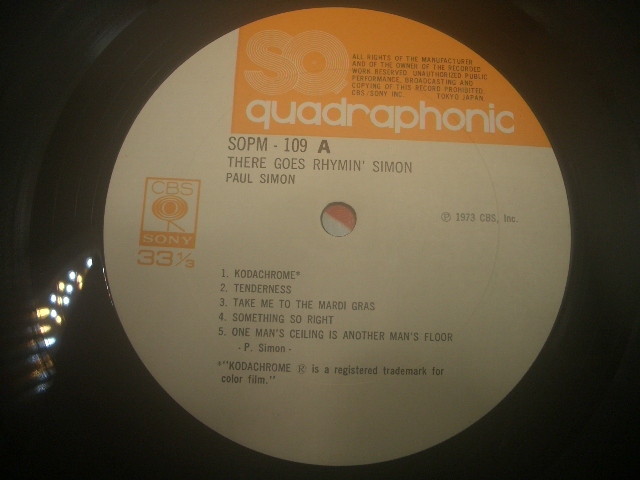 SQ
ALL RIGHTS OF THE MANUFACTURER
AND OF THE OWNER OF THE RECORDED
WORK RESERVED. UNAUTHORIZED PUBLIC
PERFORMANCE, BROADCASTING AND
COPYING OF THIS RECORD PROHIBITED.
CBS/SONY INC. TOKYO JAPAN
quadraphonic
SOPM - 109 A
THERE GOES RHYMIN' SIMON
PAUL SIMON
CBS
SONY
33 1/3
℗ 1973 CBS, Inc.
1. KODACHROME*
2. TENDERNESS
3. TAKE ME TO THE MARDI GRAS
4. SOMETHING SO RIGHT
5. ONE MAN'S CEILING IS ANOTHER MAN'S FLOOR
- P. Simon -
*"KODACHROME ® is a registered trademark for
color film."